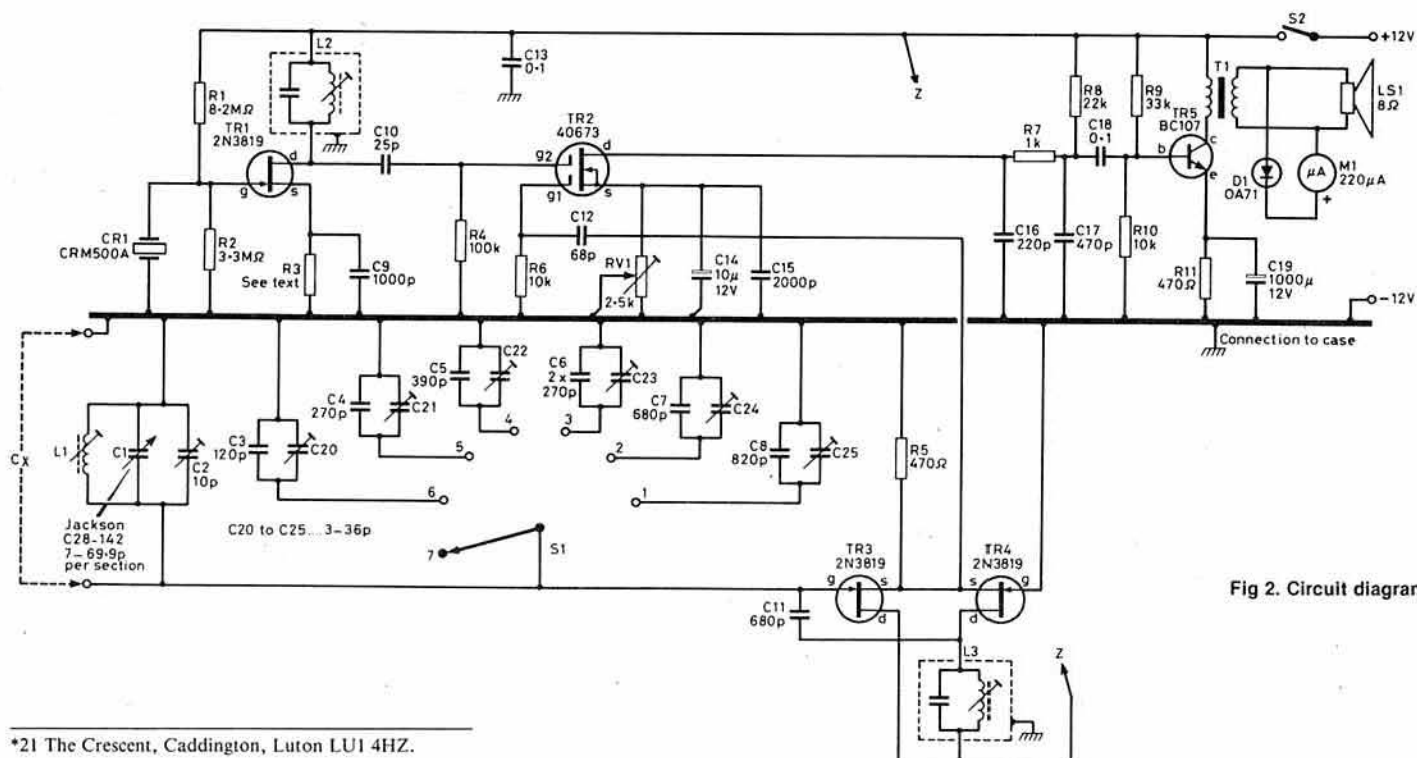 L2
C13
0·1
Z
S2
+12V
R1
8·2MΩ
TR1
2N3819
d
g
s
C10
25p
TR2
40673
d
g2
g1
s
R7
1k
R8
22k
C18
0·1
R9
33k
TR5
BC107
b
c
e
T1
LS1
8Ω
D1
OA71
µA
M1
220µA
+
CR1
CRM500A
R2
3·3MΩ
R3
See text
C9
1000p
R4
100k
R6
10k
C12
68p
RV1
2·5k
C14
10µ
12V
C15
2000p
C16
220p
C17
470p
R10
10k
R11
470Ω
C19
1000µ
12V
−12V
Connection to case
Cx
L1
C1
C2
10p
C3
120p
C20
C4
270p
C21
C5
390p
C22
C6
2 x
270p
C23
C7
680p
C24
C8
820p
C25
R5
470Ω
4
3
5
2
6
1
Jackson
C28-142
7–69·9p
per section
C20 to C25....3–36p
7
S1
TR3
2N3819
g
s
d
TR4
2N3819
s
g
d
C11
680p
L3
Z
Fig 2. Circuit diagran
*21 The Crescent, Caddington, Luton LU1 4HZ.